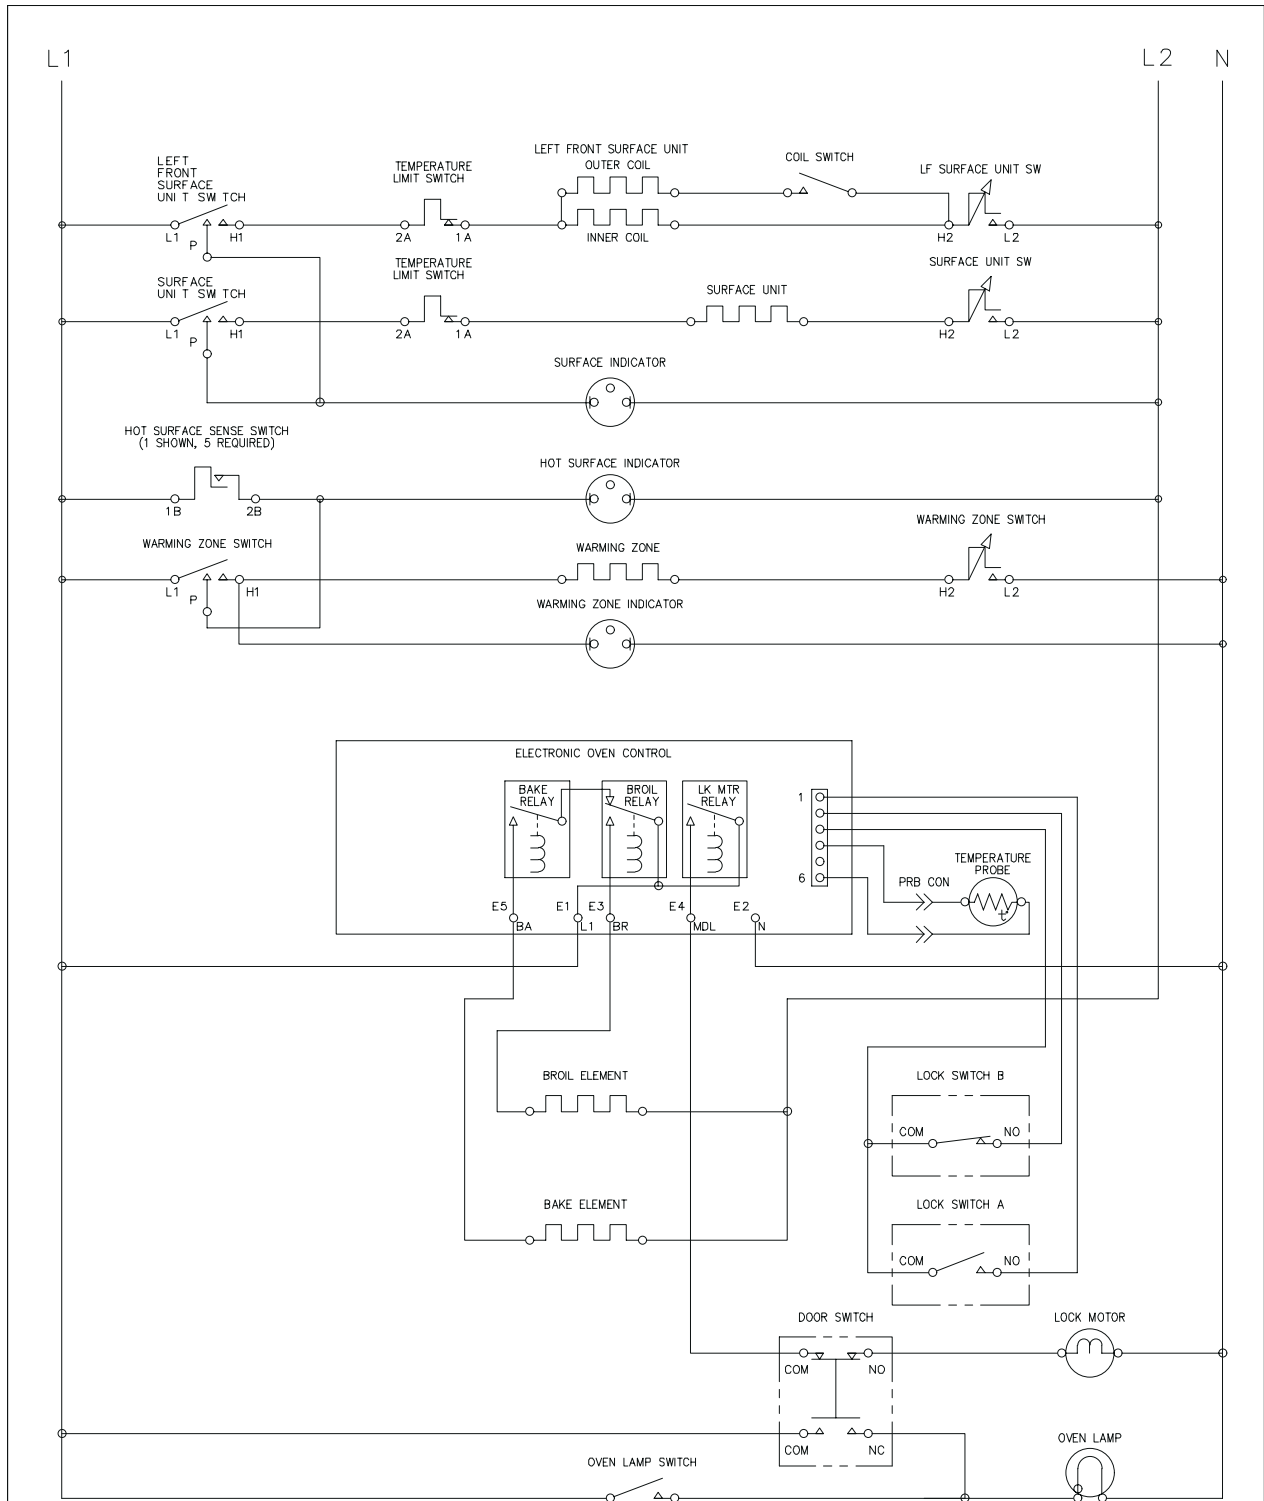 L1
L2
N
LEFT
FRONT
SURFACE
UNIT SWITCH
TEMPERATURE
LIMIT SWITCH
LEFT FRONT SURFACE UNIT
OUTER COIL
COIL SWITCH
LF SURFACE UNIT SW
L1
P
H1
2A
1A
INNER COIL
H2
L2
SURFACE
UNIT SWITCH
TEMPERATURE
LIMIT SWITCH
SURFACE UNIT
SURFACE UNIT SW
L1
P
H1
2A
1A
H2
L2
SURFACE INDICATOR
HOT SURFACE SENSE SWITCH
(1 SHOWN, 5 REQUIRED)
HOT SURFACE INDICATOR
1B
2B
WARMING ZONE SWITCH
WARMING ZONE
WARMING ZONE SWITCH
L1
P
H1
H2
L2
WARMING ZONE INDICATOR
ELECTRONIC OVEN CONTROL
BAKE
RELAY
BROIL
RELAY
LK MTR
RELAY
1
6
TEMPERATURE
PROBE
PRB CON
t°
E5
E1
E3
E4
E2
BA
L1
BR
MDL
N
BROIL ELEMENT
LOCK SWITCH B
COM
NO
BAKE ELEMENT
LOCK SWITCH A
COM
NO
DOOR SWITCH
LOCK MOTOR
COM
NO
COM
NC
OVEN LAMP
OVEN LAMP SWITCH